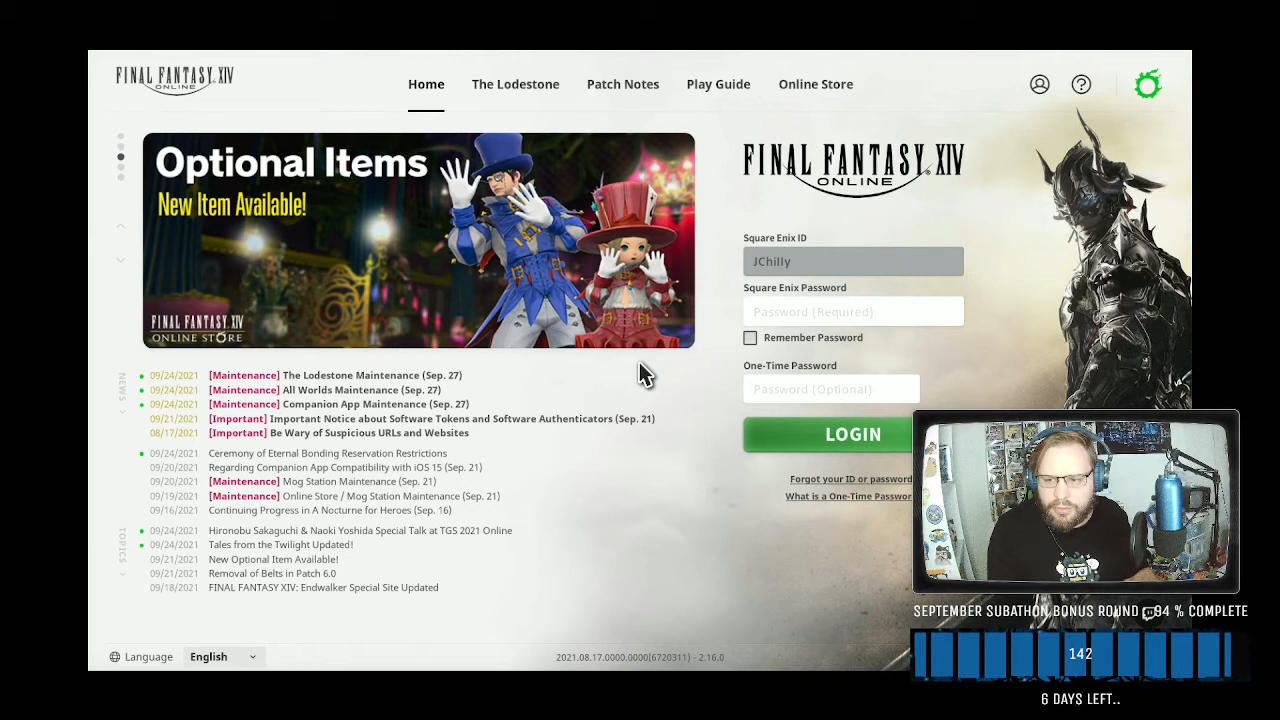 FINAL FANTASY XIV
ONLINE
Home
The Lodestone
Patch Notes
Play Guide
Online Store
Optional Items
New Item Available!
FINAL FANTASY XIV
ONLINE STORE
NEWS
09/24/2021 [Maintenance] The Lodestone Maintenance (Sep. 27)
09/24/2021 [Maintenance] All Worlds Maintenance (Sep. 27)
09/24/2021 [Maintenance] Companion App Maintenance (Sep. 27)
09/21/2021 [Important] Important Notice about Software Tokens and Software Authenticators (Sep. 21)
08/17/2021 [Important] Be Wary of Suspicious URLs and Websites
09/24/2021 Ceremony of Eternal Bonding Reservation Restrictions
09/20/2021 Regarding Companion App Compatibility with iOS 15 (Sep. 21)
09/20/2021 [Maintenance] Mog Station Maintenance (Sep. 21)
09/19/2021 [Maintenance] Online Store / Mog Station Maintenance (Sep. 21)
09/16/2021 Continuing Progress in A Nocturne for Heroes (Sep. 16)
TOPICS
09/24/2021 Hironobu Sakaguchi & Naoki Yoshida Special Talk at TGS 2021 Online
09/24/2021 Tales from the Twilight Updated!
09/21/2021 New Optional Item Available!
09/21/2021 Removal of Belts in Patch 6.0
09/18/2021 FINAL FANTASY XIV: Endwalker Special Site Updated
FINAL FANTASY XIV
ONLINE
Square Enix ID
JChilly
Square Enix Password
Password (Required)
Remember Password
One-Time Password
Password (Optional)
LOGIN
Forgot your ID or password
What is a One-Time Passwor
Language English
2021.08.17.0000.0000(6720311) - 2.16.0
SEPTEMBER SUBATHON BONUS ROUND 94 % COMPLETE
142
6 DAYS LEFT..